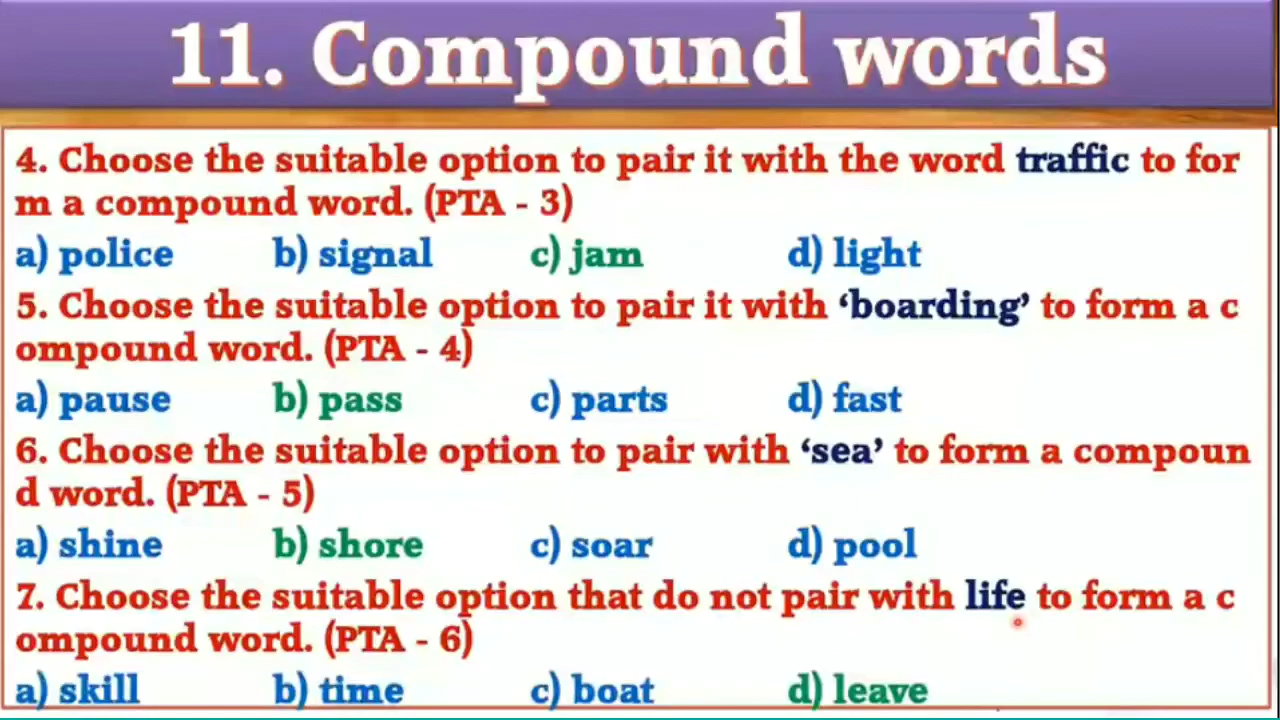 11. Compound words
4. Choose the suitable option to pair it with the word traffic to for
m a compound word. (PTA - 3)
a) police b) signal c) jam d) light
5. Choose the suitable option to pair it with ‘boarding’ to form a c
ompound word. (PTA - 4)
a) pause b) pass c) parts d) fast
6. Choose the suitable option to pair with ‘sea’ to form a compoun
d word. (PTA - 5)
a) shine b) shore c) soar d) pool
7. Choose the suitable option that do not pair with life to form a c
ompound word. (PTA - 6)
a) skill b) time c) boat d) leave